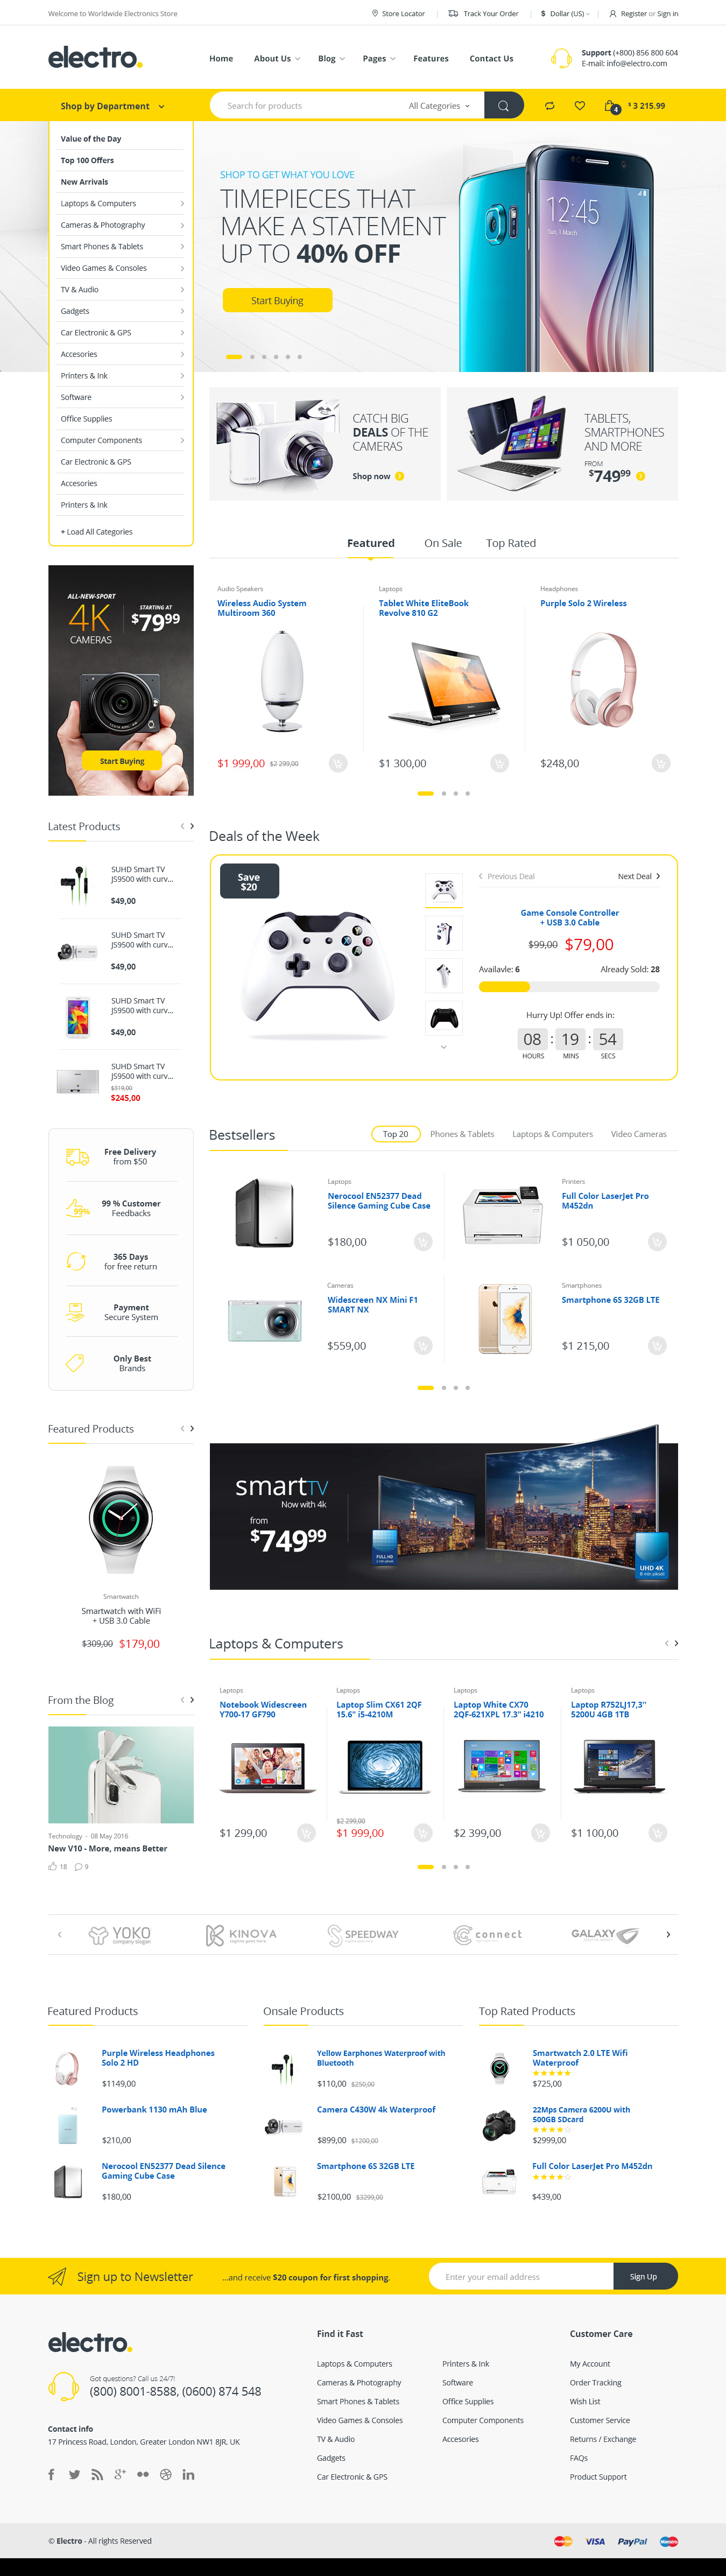 Welcome to Worldwide Electronics Store
Store Locator
Track Your Order
$ Dollar (US)
Register or Sign in
electro.
Home
About Us
Blog
Pages
Features
Contact Us
Support (+800) 856 800 604
E-mail: info@electro.com
Shop by Department
Search for products
All Categories
4
$ 3 215.99
Value of the Day
Top 100 Offers
New Arrivals
Laptops & Computers
Cameras & Photography
Smart Phones & Tablets
Video Games & Consoles
TV & Audio
Gadgets
Car Electronic & GPS
Accesories
Printers & Ink
Software
Office Supplies
Computer Components
Car Electronic & GPS
Accesories
Printers & Ink
+ Load All Categories
SHOP TO GET WHAT YOU LOVE
TIMEPIECES THAT
MAKE A STATEMENT
UP TO 40% OFF
Start Buying
SAMSUNG
12:45
CATCH BIG
DEALS OF THE
CAMERAS
Shop now
TABLETS,
SMARTPHONES
AND MORE
FROM
$74999
Featured
On Sale
Top Rated
ALL-NEW-SPORT
4K
CAMERAS
STARTING AT
$7999
Start Buying
Audio Speakers
Wireless Audio System
Multiroom 360
$1 999,00
$2 299,00
Laptops
Tablet White EliteBook
Revolve 810 G2
$1 300,00
Headphones
Purple Solo 2 Wireless
$248,00
Latest Products
SUHD Smart TV
JS9500 with curv...
$49,00
SUHD Smart TV
JS9500 with curv...
$49,00
SUHD Smart TV
JS9500 with curv...
$49,00
SUHD Smart TV
JS9500 with curv...
$319,00
$245,00
Deals of the Week
Save
$20
Previous Deal
Next Deal
Game Console Controller
+ USB 3.0 Cable
$99,00
$79,00
Availavle: 6
Already Sold: 28
Hurry Up! Offer ends in:
08 : 19 : 54
HOURS
MINS
SECS
Free Delivery
from $50
99%
99 % Customer
Feedbacks
365 Days
for free return
Payment
Secure System
Only Best
Brands
Bestsellers
Top 20
Phones & Tablets
Laptops & Computers
Video Cameras
Laptops
Nerocool EN52377 Dead
Silence Gaming Cube Case
$180,00
Printers
Full Color LaserJet Pro
M452dn
$1 050,00
Cameras
Widescreen NX Mini F1
SMART NX
$559,00
Smartphones
Smartphone 6S 32GB LTE
$1 215,00
Featured Products
Smartwatch
Smartwatch with WiFi
+ USB 3.0 Cable
$309,00
$179,00
smartTV
Now with 4k
from
$74999
FULL HD
UHD 4K
Laptops & Computers
Laptops
Notebook Widescreen
Y700-17 GF790
$1 299,00
Laptops
Laptop Slim CX61 2QF
15.6" i5-4210M
$2 299,00
$1 999,00
Laptops
Laptop White CX70
2QF-621XPL 17.3" i4210
$2 399,00
Laptops
Laptop R752LJ17,3"
5200U 4GB 1TB
$1 100,00
From the Blog
Technology - 08 May 2016
New V10 - More, means Better
18
9
YOKO
company slogan
KINOVA
SPEEDWAY
connect
GALAXY
Featured Products
Purple Wireless Headphones
Solo 2 HD
$1149,00
Powerbank 1130 mAh Blue
$210,00
Nerocool EN52377 Dead Silence
Gaming Cube Case
$180,00
Onsale Products
Yellow Earphones Waterproof with
Bluetooth
$110,00
$250,00
Camera C430W 4k Waterproof
$899,00
$1200,00
Smartphone 6S 32GB LTE
$2100,00
$3299,00
Top Rated Products
Smartwatch 2.0 LTE Wifi
Waterproof
$725,00
22Mps Camera 6200U with
500GB SDcard
$2999,00
Full Color LaserJet Pro M452dn
$439,00
Sign up to Newsletter
...and receive $20 coupon for first shopping.
Enter your email address
Sign Up
electro.
Got questions? Call us 24/7!
(800) 8001-8588, (0600) 874 548
Contact info
17 Princess Road, London, Greater London NW1 8JR, UK
Find it Fast
Laptops & Computers
Cameras & Photography
Smart Phones & Tablets
Video Games & Consoles
TV & Audio
Gadgets
Car Electronic & GPS
Printers & Ink
Software
Office Supplies
Computer Components
Accesories
Customer Care
My Account
Order Tracking
Wish List
Customer Service
Returns / Exchange
FAQs
Product Support
© Electro - All rights Reserved
MasterCard
VISA
PayPal
Maestro